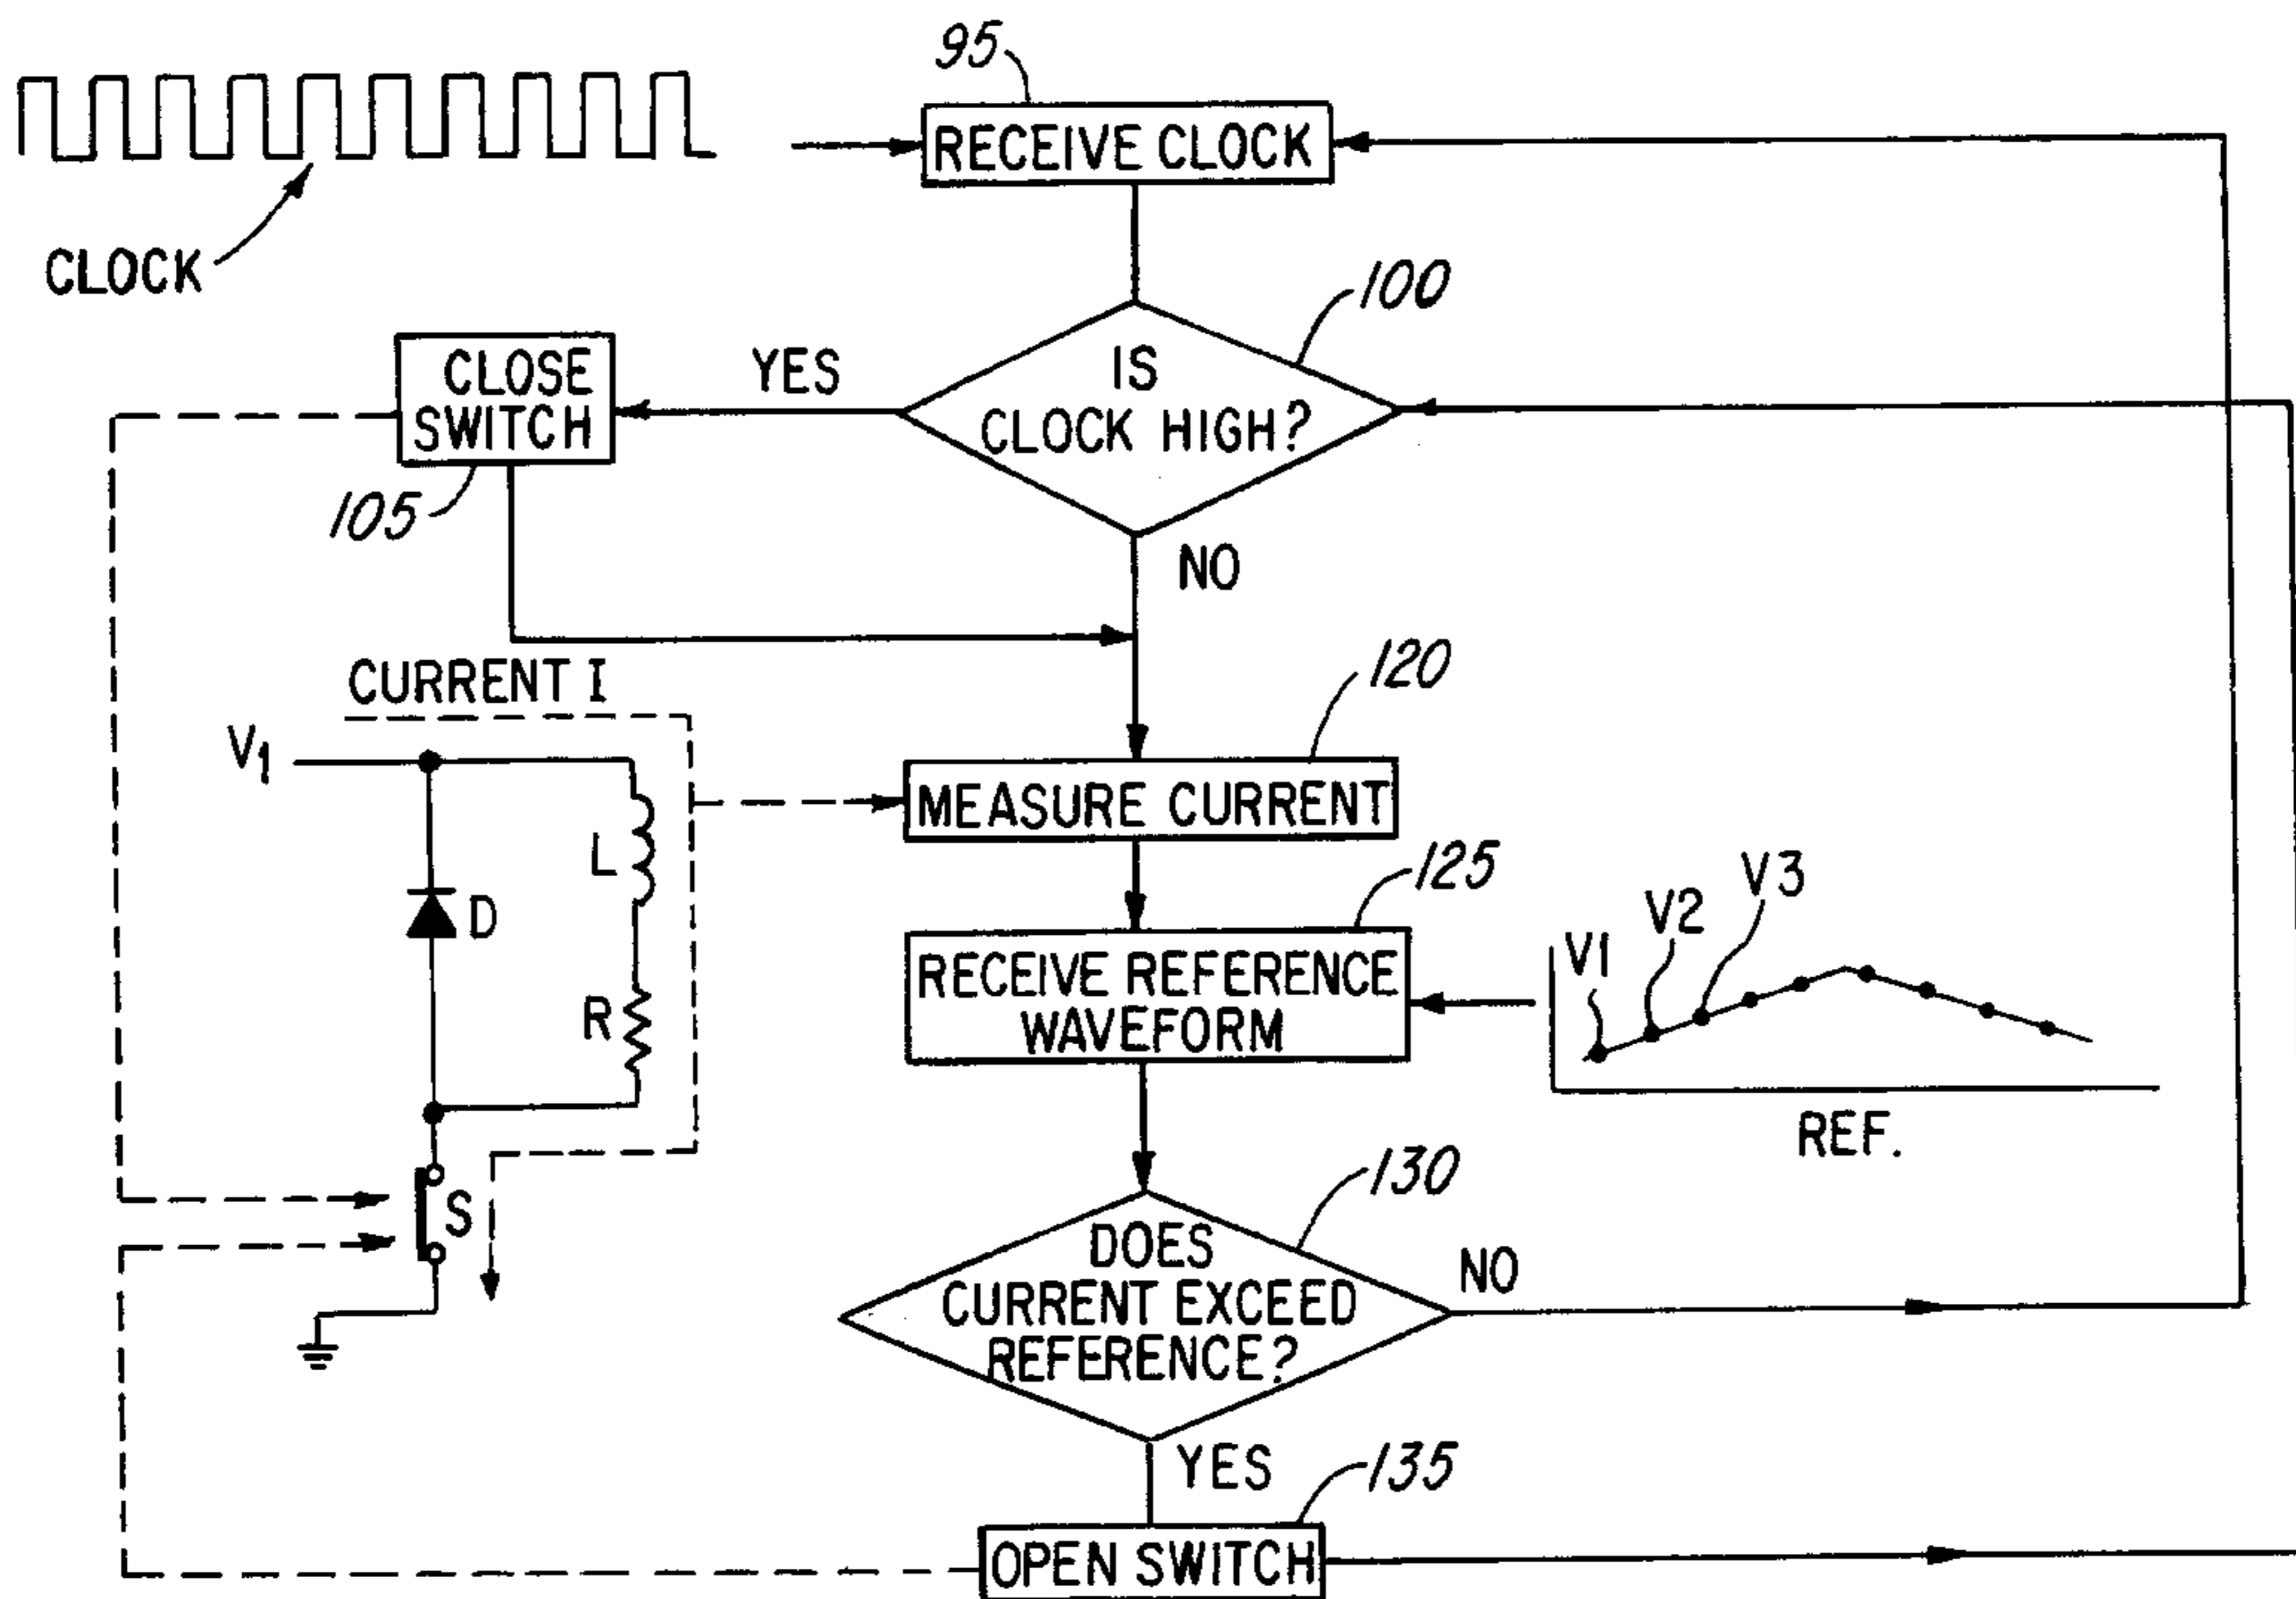 95
RECEIVE CLOCK
CLOCK
100
IS
CLOCK HIGH?
YES
CLOSE
SWITCH
105
NO
CURRENT I
V1
L
D
R
S
120
MEASURE CURRENT
125
RECEIVE REFERENCE
WAVEFORM
V1
V2
V3
REF.
130
DOES
CURRENT EXCEED
REFERENCE?
NO
YES
135
OPEN SWITCH